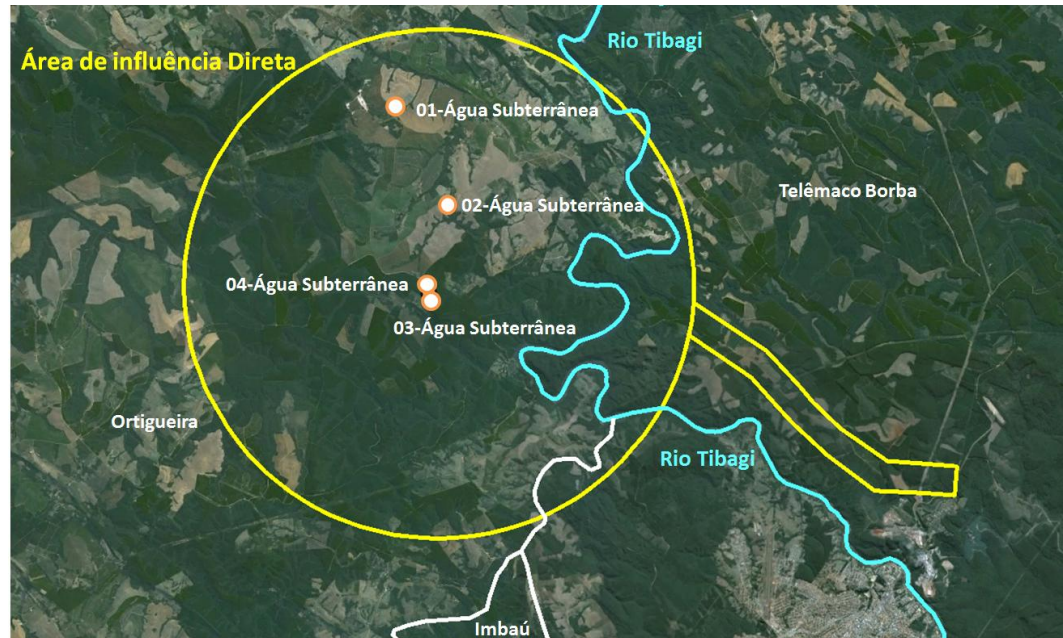 Rio Tibagi
Área de influência Direta
01-Água Subterrânea
Telêmaco Borba
02-Água Subterrânea
04-Água Subterrânea
03-Água Subterrânea
Ortigueira
Rio Tibagi
Imbaú